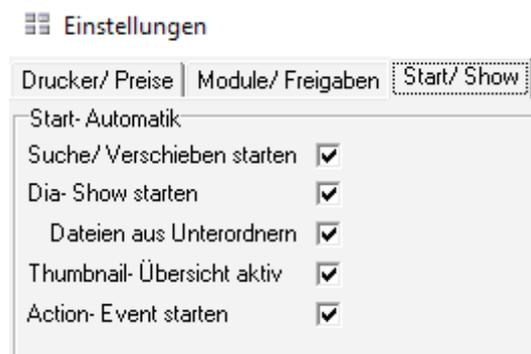 Einstellungen
Drucker/ Preise Module/ Freigaben Start/ Show
Start- Automatik
Suche/ Verschieben starten
Dia- Show starten
Dateien aus Unterordnern
Thumbnail- Übersicht aktiv
Action- Event starten